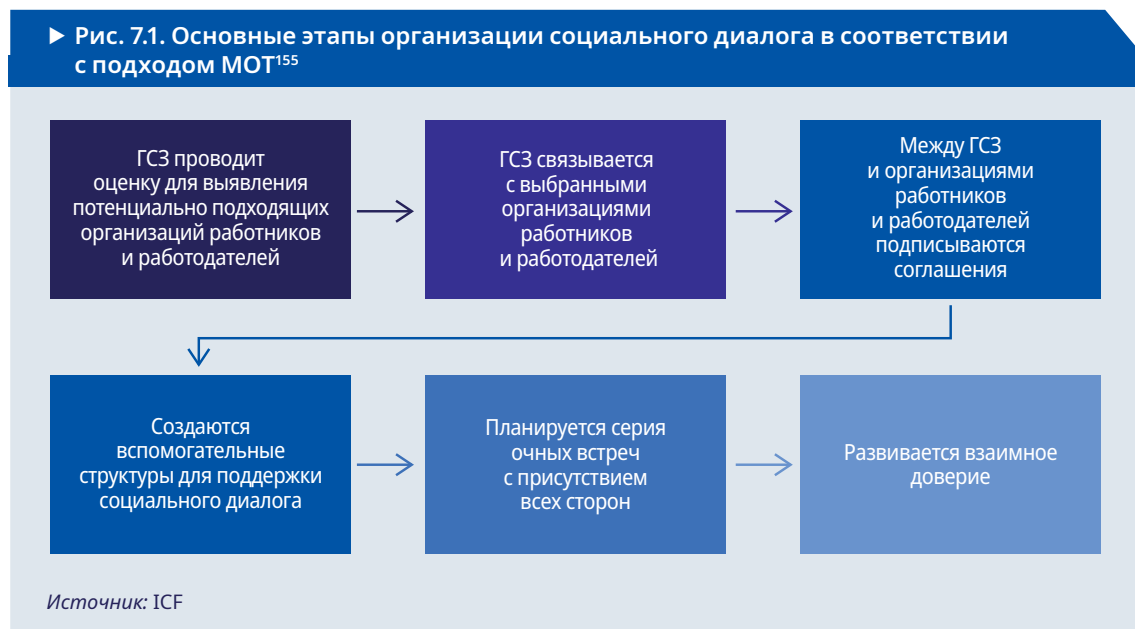 ▶ Рис. 7.1. Основные этапы организации социального диалога в соответствии
с подходом МОТ¹⁵⁵
ГСЗ проводит
оценку для выявления
потенциально подходящих
организаций работников
и работодателей
ГСЗ связывается
с выбранными
организациями
работников
и работодателей
Между ГСЗ
и организациями
работников
и работодателей
подписываются
соглашения
Создаются
вспомогательные
структуры для поддержки
социального диалога
Планируется серия
очных встреч
с присутствием
всех сторон
Развивается взаимное
доверие
Источник: ICF